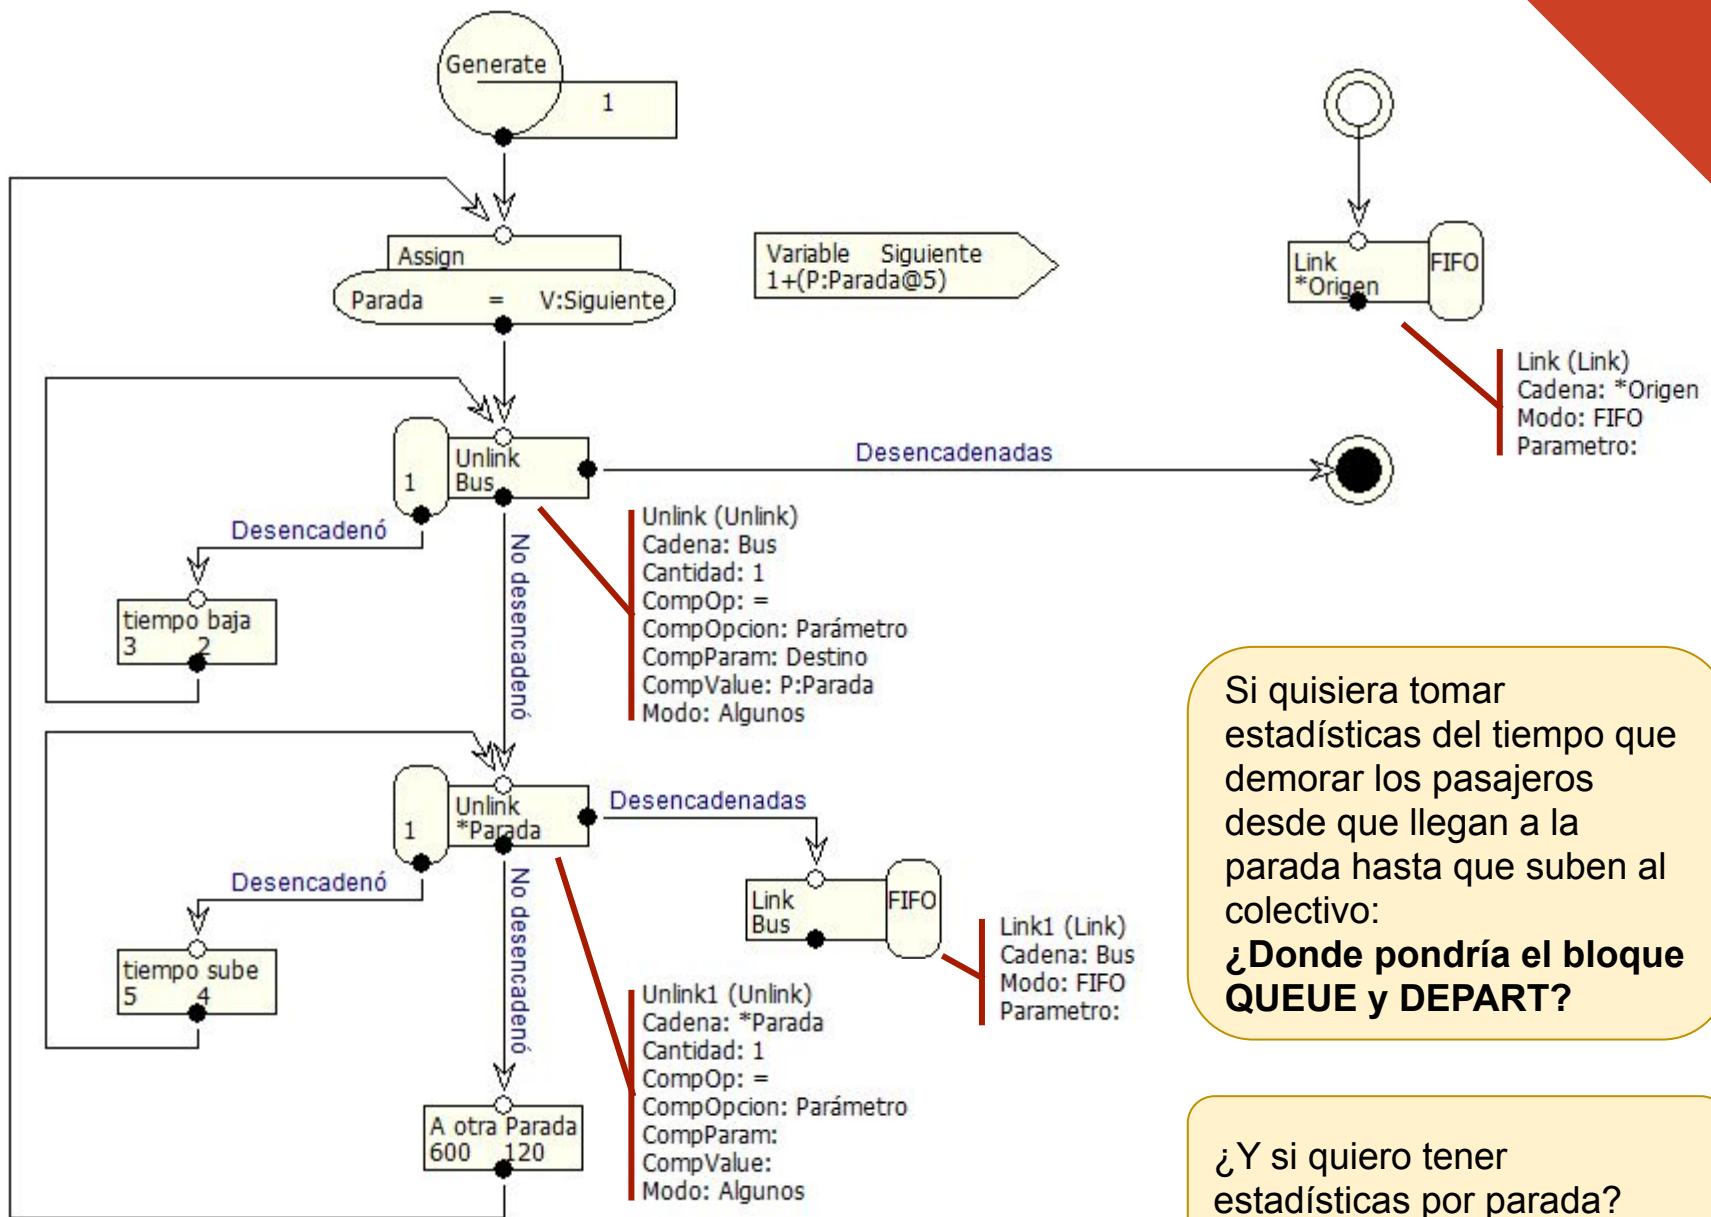 Generate
1
Assign
Parada = V:Siguiente
Variable Siguiente
1+(P:Parada@5)
Link
*Origen
FIFO
Link (Link)
Cadena: *Origen
Modo: FIFO
Parametro:
1
Unlink
Bus
Desencadenadas
Desencadenó
No desencadenó
Unlink (Unlink)
Cadena: Bus
Cantidad: 1
CompOp: =
CompOpcion: Parámetro
CompParam: Destino
CompValue: P:Parada
Modo: Algunos
tiempo baja
3 2
1
Unlink
*Parada
Desencadenadas
Desencadenó
No desencadenó
Link
Bus
FIFO
Link1 (Link)
Cadena: Bus
Modo: FIFO
Parametro:
tiempo sube
5 4
Unlink1 (Unlink)
Cadena: *Parada
Cantidad: 1
CompOp: =
CompOpcion: Parámetro
CompParam:
CompValue:
Modo: Algunos
A otra Parada
600 120
Si quisiera tomar
estadísticas del tiempo que
demorar los pasajeros
desde que llegan a la
parada hasta que suben al
colectivo:
¿Donde pondría el bloque
QUEUE y DEPART?
¿Y si quiero tener
estadísticas por parada?